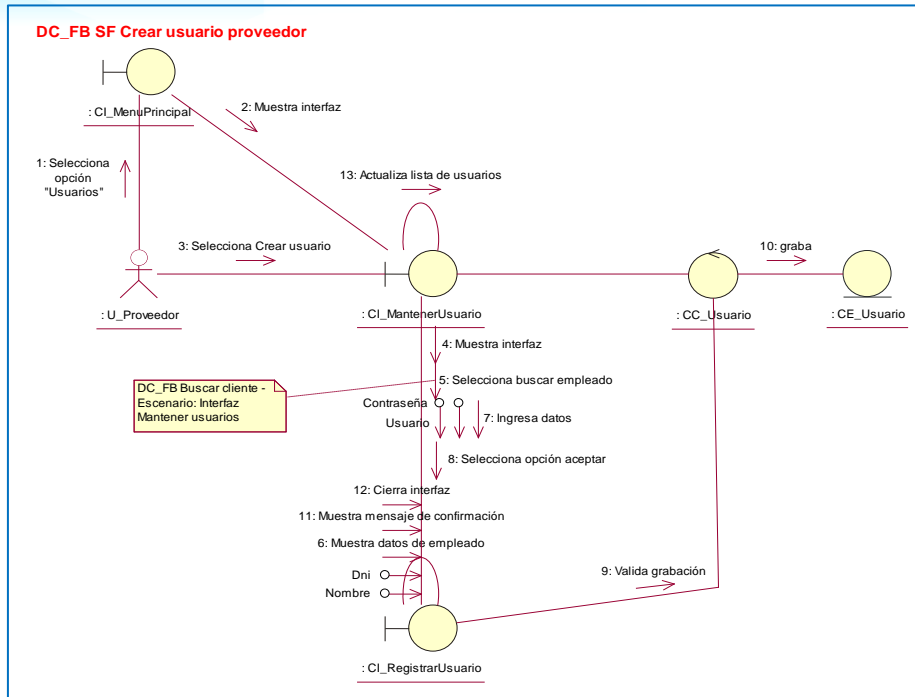 DC_FB SF Crear usuario proveedor
: CI_MenuPrincipal
2: Muestra interfaz
1: Selecciona
opción
"Usuarios"
13: Actualiza lista de usuarios
3: Selecciona Crear usuario
10: graba
: U_Proveedor
: CI_MantenerUsuario
: CC_Usuario
: CE_Usuario
4: Muestra interfaz
5: Selecciona buscar empleado
DC_FB Buscar cliente -
Escenario: Interfaz
Mantener usuarios
Contraseña
Usuario
7: Ingresa datos
8: Selecciona opción aceptar
12: Cierra interfaz
11: Muestra mensaje de confirmación
6: Muestra datos de empleado
Dni
Nombre
9: Valida grabación
: CI_RegistrarUsuario